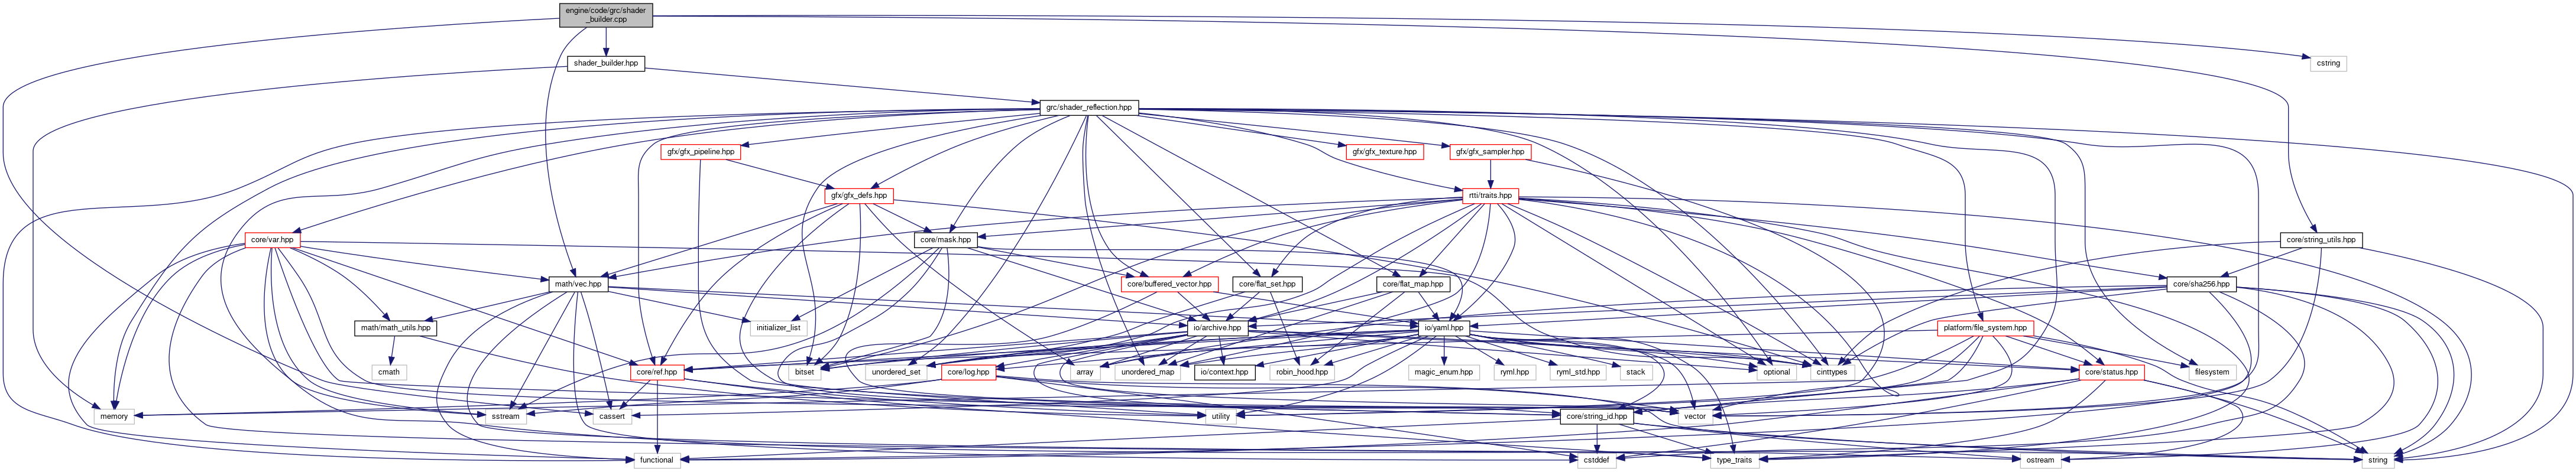 engine/code/grc/shader
_builder.cpp
cstring
shader_builder.hpp
grc/shader_reflection.hpp
gfx/gfx_pipeline.hpp
gfx/gfx_texture.hpp
gfx/gfx_sampler.hpp
gfx/gfx_defs.hpp
rtti/traits.hpp
core/var.hpp
core/mask.hpp
core/string_utils.hpp
math/vec.hpp
core/buffered_vector.hpp
core/flat_set.hpp
core/flat_map.hpp
core/sha256.hpp
math/math_utils.hpp
initializer_list
io/archive.hpp
io/yaml.hpp
platform/file_system.hpp
cmath
core/ref.hpp
bitset
unordered_set
core/log.hpp
array
unordered_map
io/context.hpp
robin_hood.hpp
magic_enum.hpp
ryml.hpp
ryml_std.hpp
stack
optional
cinttypes
core/status.hpp
filesystem
memory
sstream
cassert
utility
core/string_id.hpp
vector
functional
cstddef
type_traits
ostream
string